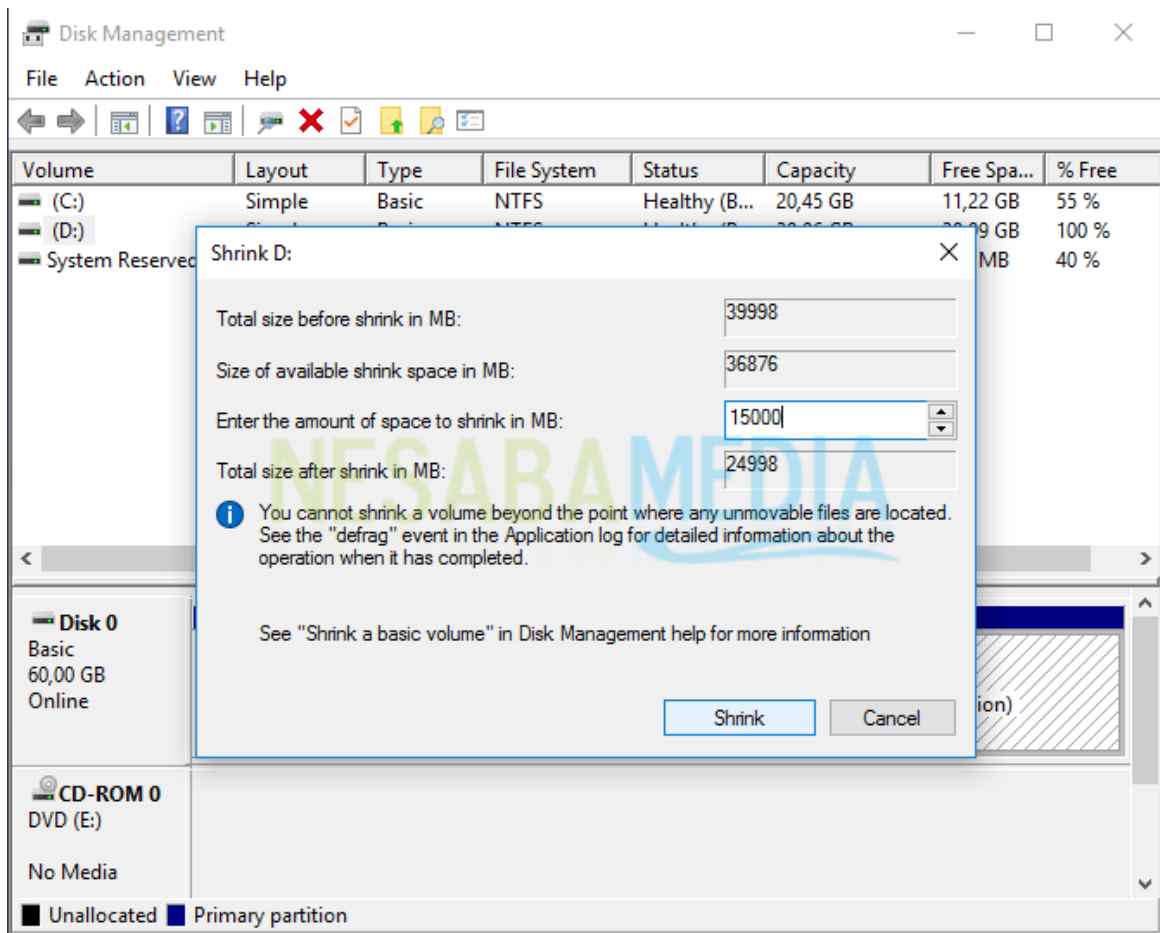 Disk Management
File Action View Help
Volume Layout Type File System Status Capacity Free Spa... % Free
(C:) Simple Basic NTFS Healthy (B... 20,45 GB 11,22 GB 55 %
(D:) GB 100 %
System Reserved MB 40 %
Shrink D:
Total size before shrink in MB: 39998
Size of available shrink space in MB: 36876
Enter the amount of space to shrink in MB: 15000
Total size after shrink in MB: 24998
NESABAMEDIA
You cannot shrink a volume beyond the point where any unmovable files are located.
See the "defrag" event in the Application log for detailed information about the
operation when it has completed.
See "Shrink a basic volume" in Disk Management help for more information
Shrink Cancel
Disk 0
Basic
60,00 GB
Online
ion)
CD-ROM 0
DVD (E:)
No Media
Unallocated Primary partition